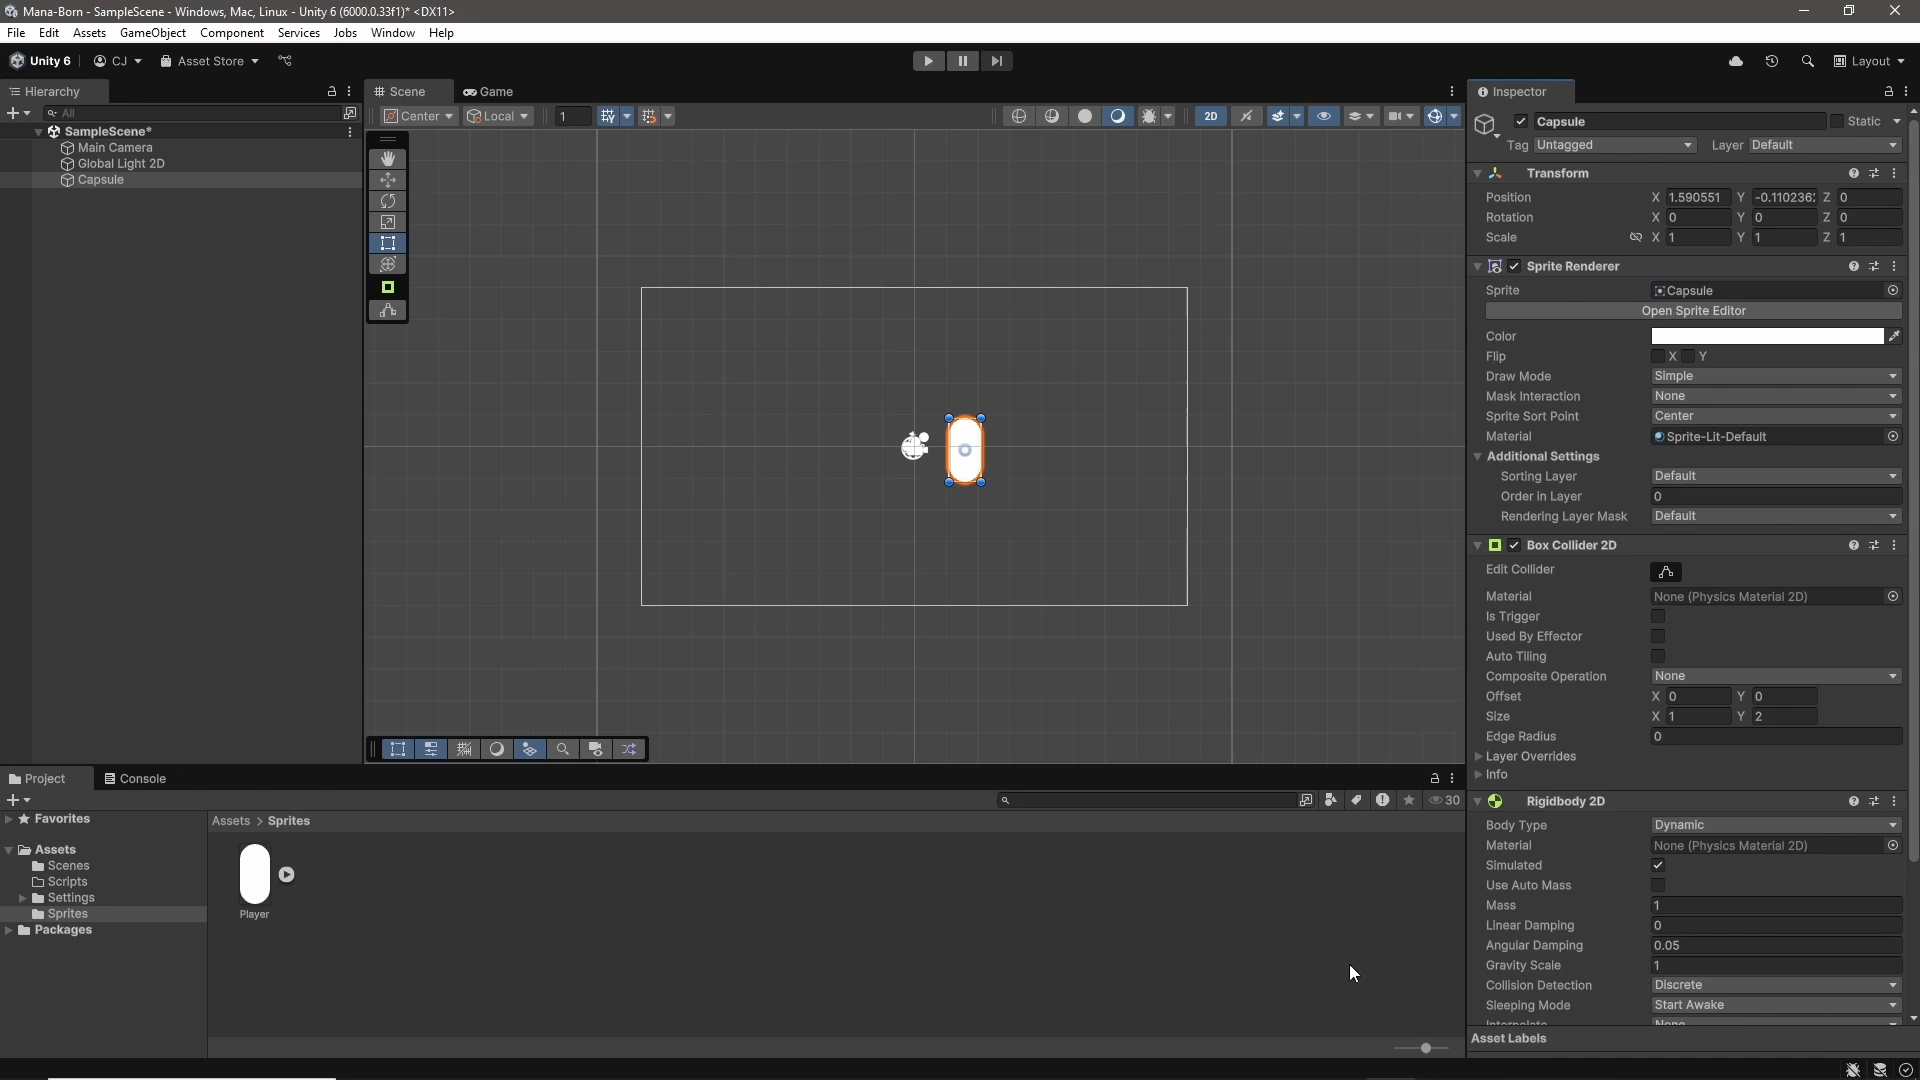 Mana-Born - SampleScene - Windows, Mac, Linux - Unity 6 (6000.0.33f1)* <DX11>
File Edit Assets GameObject Component Services Jobs Window Help
Unity 6 CJ Asset Store Layout
Hierarchy Scene Game Inspector
All Center Local 1 2D Capsule Static
SampleScene*
Main Camera
Global Light 2D
Capsule
Tag Untagged Layer Default
Transform
Position X 1.590551 Y -0.110236 Z 0
Rotation X 0 Y 0 Z 0
Scale X 1 Y 1 Z 1
Sprite Renderer
Sprite Capsule
Open Sprite Editor
Color
Flip X Y
Draw Mode Simple
Mask Interaction None
Sprite Sort Point Center
Material Sprite-Lit-Default
Additional Settings
Sorting Layer Default
Order in Layer 0
Rendering Layer Mask Default
Box Collider 2D
Edit Collider
Material None (Physics Material 2D)
Is Trigger
Used By Effector
Auto Tiling
Composite Operation None
Offset X 0 Y 0
Size X 1 Y 2
Edge Radius 0
Layer Overrides
Info
Rigidbody 2D
Body Type Dynamic
Material None (Physics Material 2D)
Simulated
Use Auto Mass
Mass 1
Linear Damping 0
Angular Damping 0.05
Gravity Scale 1
Collision Detection Discrete
Sleeping Mode Start Awake
Interpolate None
Asset Labels
Project Console
30
Favorites
Assets
Scenes
Scripts
Settings
Sprites
Packages
Assets > Sprites
Player